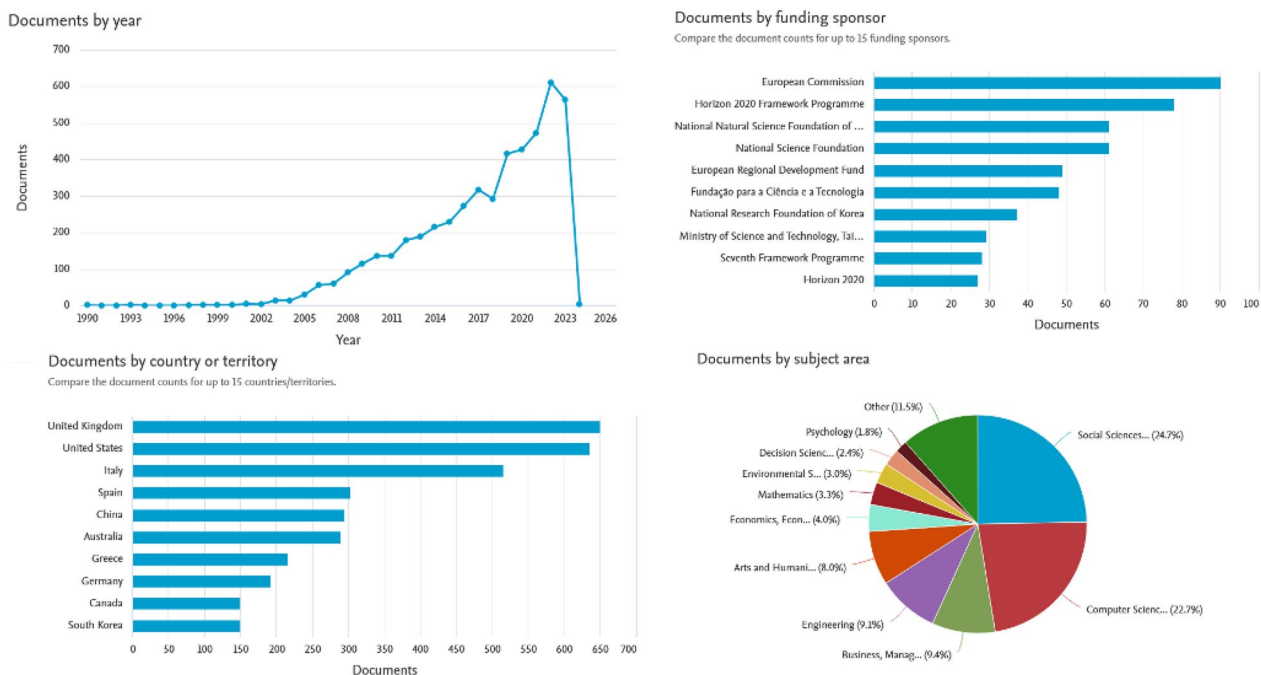 Documents by year
700
600
500
400
300
200
100
0
Documents
1990 1993 1996 1999 2002 2005 2008 2011 2014 2017 2020 2023 2026
Year
Documents by funding sponsor
Compare the document counts for up to 15 funding sponsors.
European Commission
Horizon 2020 Framework Programme
National Natural Science Foundation of ...
National Science Foundation
European Regional Development Fund
Fundação para a Ciência e a Tecnologia
National Research Foundation of Korea
Ministry of Science and Technology, Tai...
Seventh Framework Programme
Horizon 2020
0 10 20 30 40 50 60 70 80 90 100
Documents
Documents by country or territory
Compare the document counts for up to 15 countries/territories.
United Kingdom
United States
Italy
Spain
China
Australia
Greece
Germany
Canada
South Korea
0 50 100 150 200 250 300 350 400 450 500 550 600 650 700
Documents
Documents by subject area
Other (11.5%)
Psychology (1.8%)
Decision Scienc... (2.4%)
Environmental S... (3.0%)
Mathematics (3.3%)
Economics, Econ... (4.0%)
Arts and Humani... (8.0%)
Engineering (9.1%)
Business, Manag... (9.4%)
Computer Scienc... (22.7%)
Social Sciences... (24.7%)